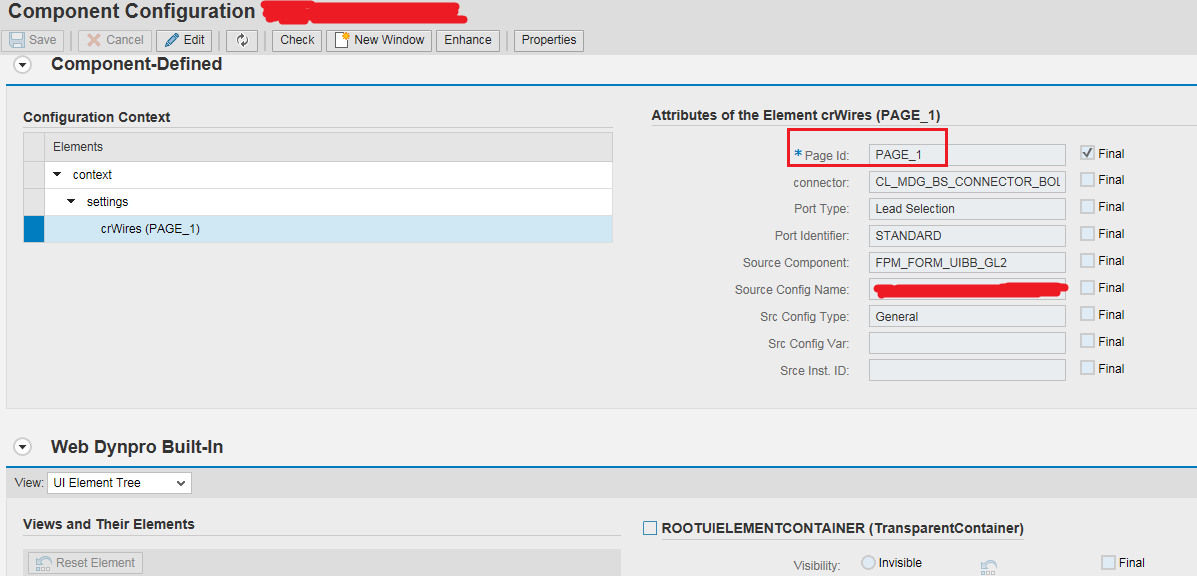 Component Configuration
Save Cancel Edit Check New Window Enhance Properties
Component-Defined
Configuration Context
Elements
context
settings
crWires (PAGE_1)
Attributes of the Element crWires (PAGE_1)
* Page Id: PAGE_1 Final
connector: CL_MDG_BS_CONNECTOR_BOL Final
Port Type: Lead Selection Final
Port Identifier: STANDARD Final
Source Component: FPM_FORM_UIBB_GL2 Final
Source Config Name: Final
Src Config Type: General Final
Src Config Var: Final
Srce Inst. ID: Final
Web Dynpro Built-In
View: UI Element Tree
Views and Their Elements
Reset Element
ROOTUIELEMENTCONTAINER (TransparentContainer)
Visibility: Invisible Final